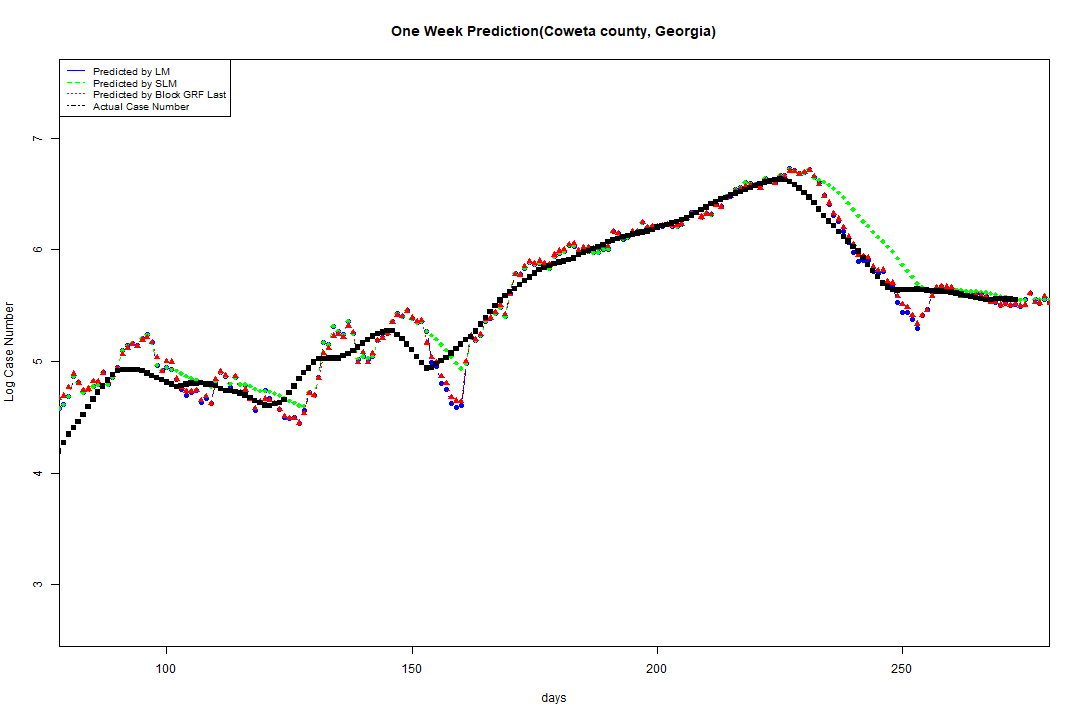 One Week Prediction(Coweta county, Georgia)
Predicted by LM
Predicted by SLM
Predicted by Block GRF Last
Actual Case Number
7
6
5
4
3
Log Case Number
100
150
200
250
days